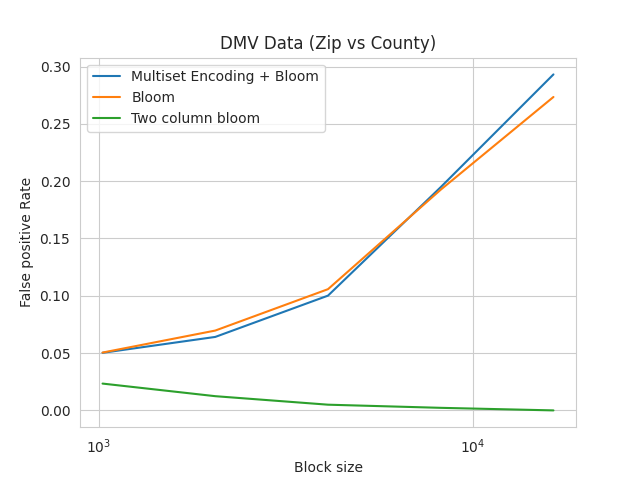 DMV Data (Zip vs County)
Multiset Encoding + Bloom
Bloom
Two column bloom
False positive Rate
0.30
0.25
0.20
0.15
0.10
0.05
0.00
10³
10⁴
Block size